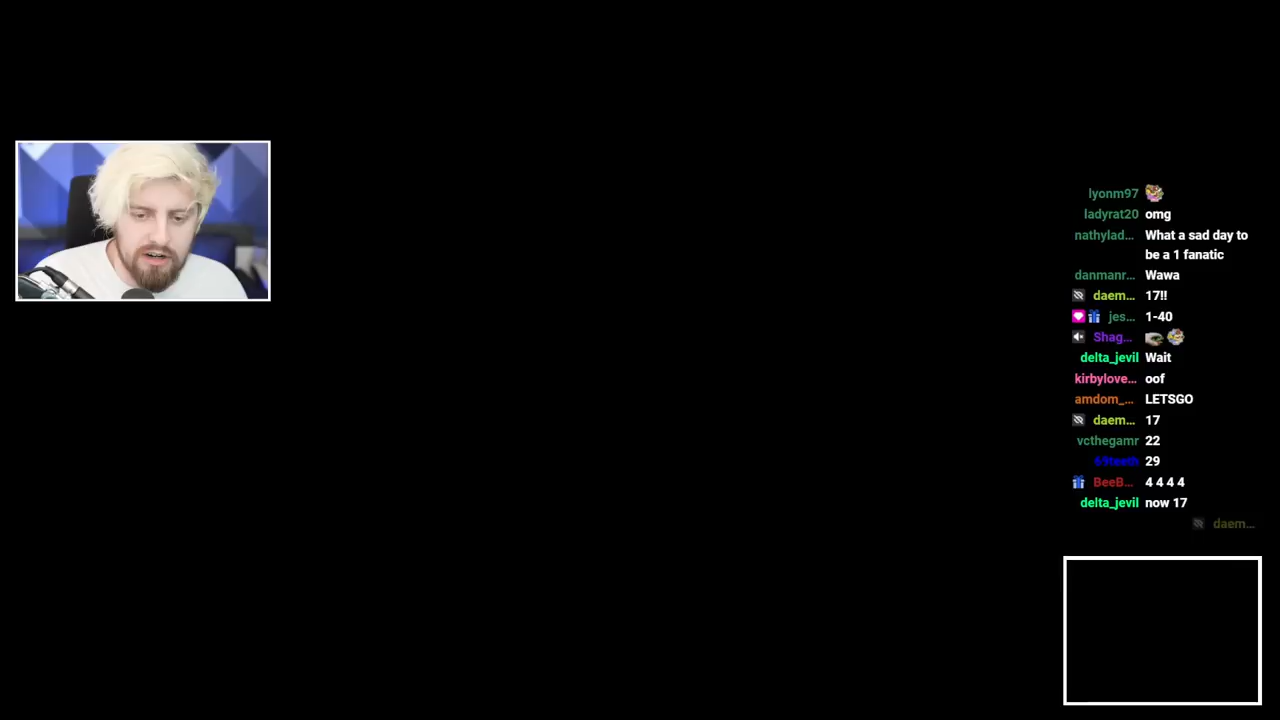 lyonm97
ladyrat20 omg
nathylad... What a sad day to
be a 1 fanatic
danmanr... Wawa
daem... 17!!
jes... 1-40
Shag...
delta_jevil Wait
kirbylove... oof
amdom_... LETSGO
daem... 17
vcthegamr 22
69teeth 29
BeeB... 4 4 4 4
delta_jevil now 17
daem...